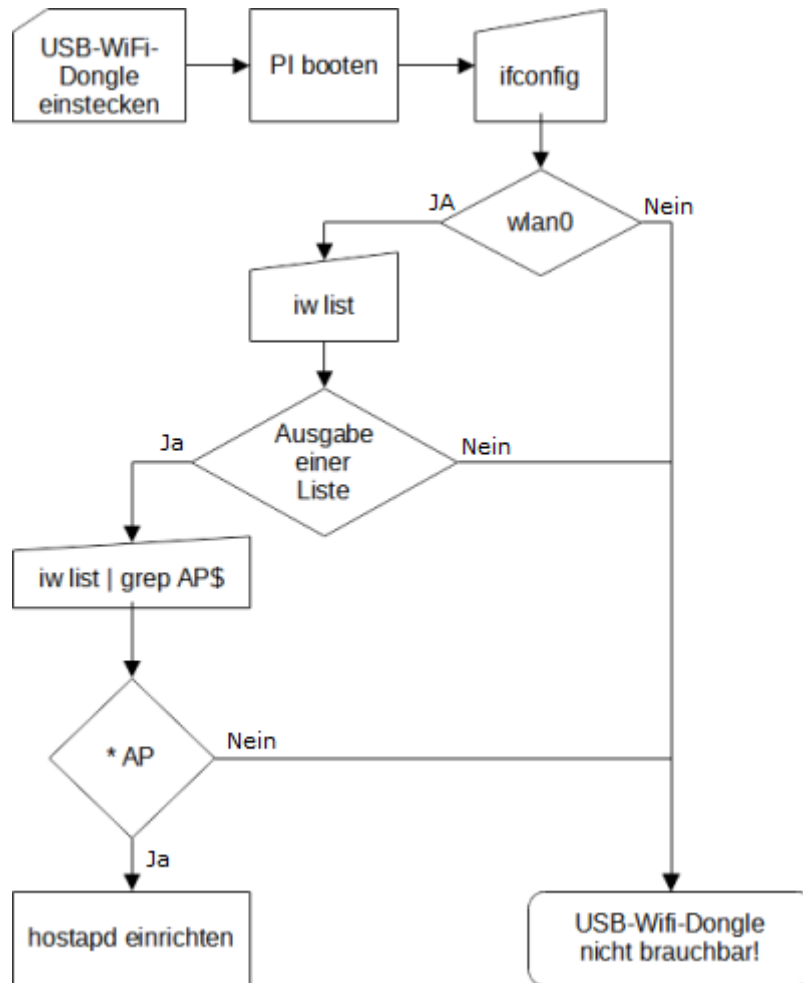 USB-WiFi-
Dongle
einstecken
PI booten
ifconfig
JA
wlan0
Nein
iw list
Ja
Ausgabe
einer
Liste
Nein
iw list | grep AP$
* AP
Nein
Ja
hostapd einrichten
USB-Wifi-Dongle
nicht brauchbar!